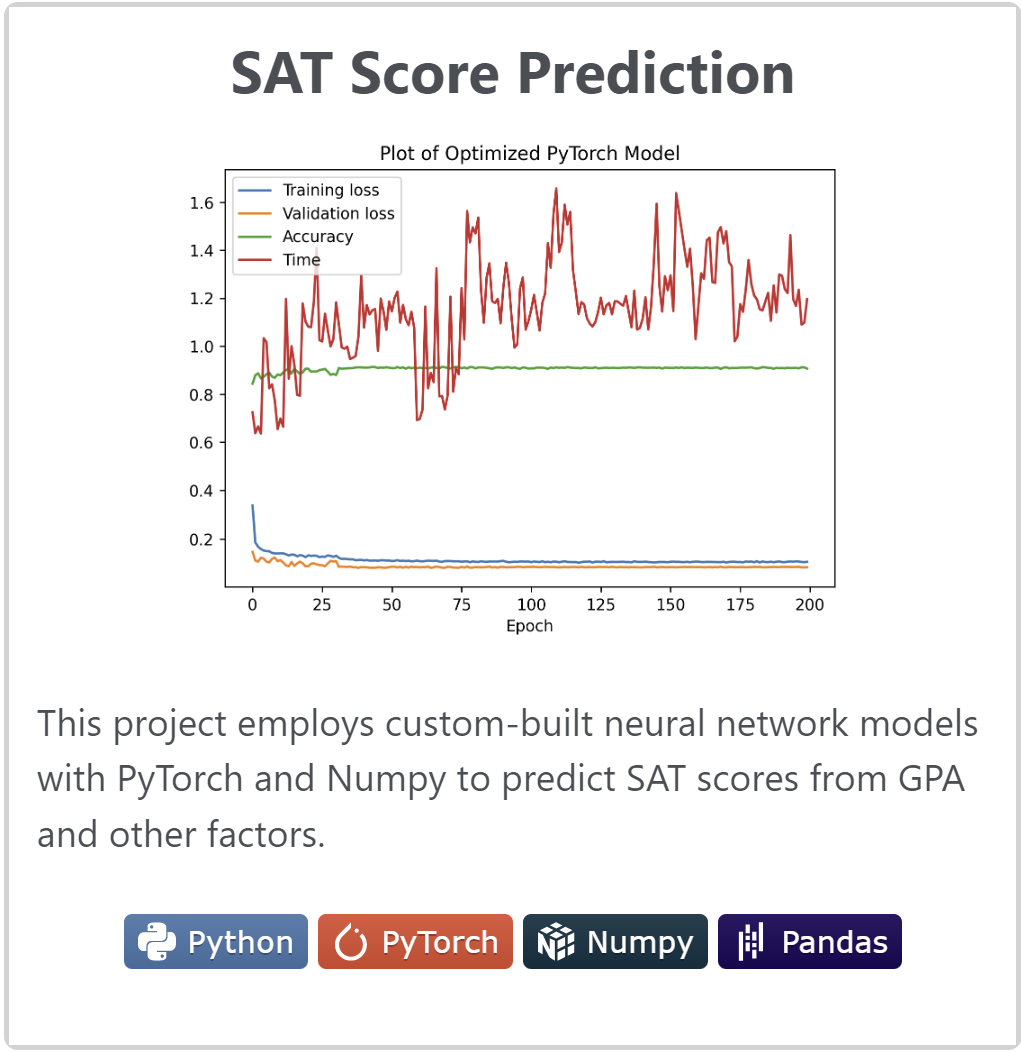 SAT Score Prediction
Plot of Optimized PyTorch Model
Training loss
Validation loss
Accuracy
Time
1.6
1.4
1.2
1.0
0.8
0.6
0.4
0.2
0 25 50 75 100 125 150 175 200
Epoch
This project employs custom-built neural network models
with PyTorch and Numpy to predict SAT scores from GPA
and other factors.
Python PyTorch Numpy Pandas